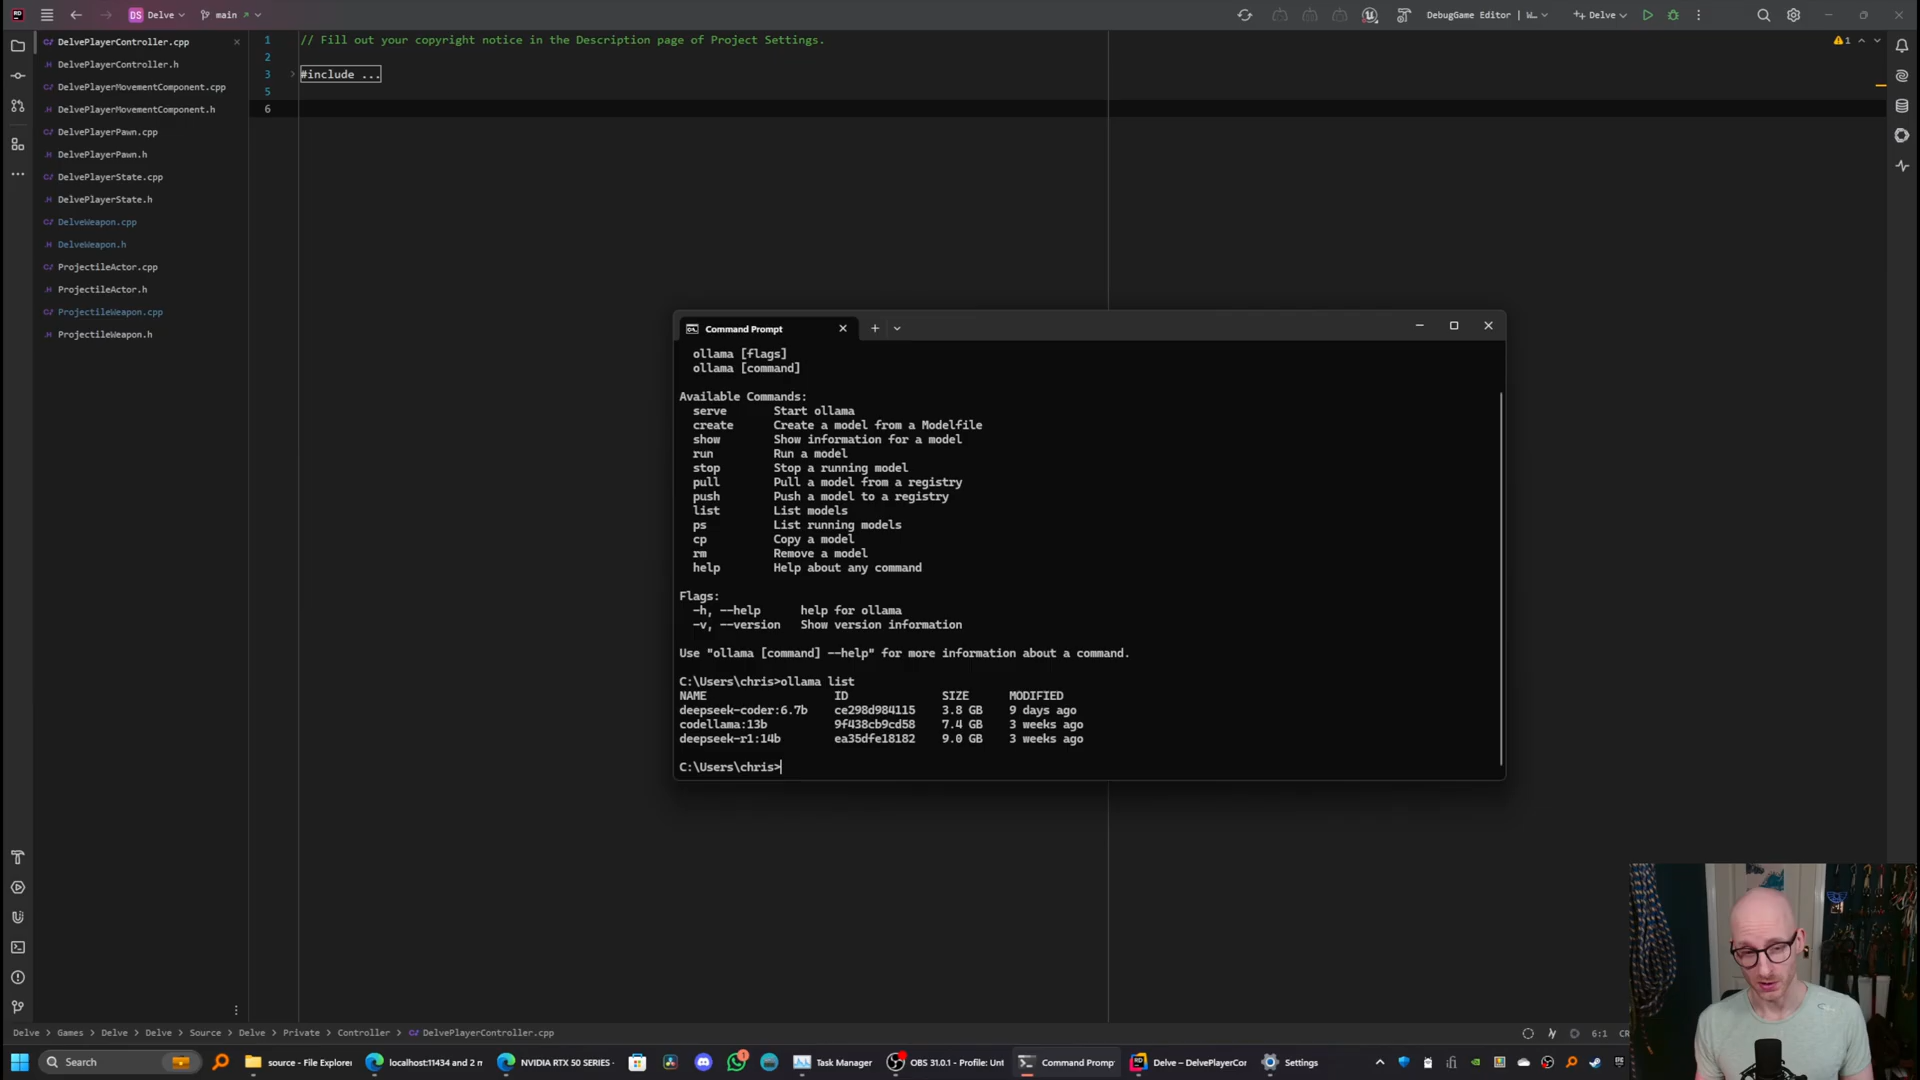 DS Delve
main
DebugGame Editor | W...
Delve
DelvePlayerController.cpp
DelvePlayerController.h
DelvePlayerMovementComponent.cpp
DelvePlayerMovementComponent.h
DelvePlayerPawn.cpp
DelvePlayerPawn.h
DelvePlayerState.cpp
DelvePlayerState.h
DelveWeapon.cpp
DelveWeapon.h
ProjectileActor.cpp
ProjectileActor.h
ProjectileWeapon.cpp
ProjectileWeapon.h
1 // Fill out your copyright notice in the Description page of Project Settings.
2
3 #include ...
5
6
1
Command Prompt
ollama [flags]
ollama [command]
Available Commands:
serve Start ollama
create Create a model from a Modelfile
show Show information for a model
run Run a model
stop Stop a running model
pull Pull a model from a registry
push Push a model to a registry
list List models
ps List running models
cp Copy a model
rm Remove a model
help Help about any command
Flags:
-h, --help help for ollama
-v, --version Show version information
Use "ollama [command] --help" for more information about a command.
C:\Users\chris>ollama list
NAME ID SIZE MODIFIED
deepseek-coder:6.7b ce298d984115 3.8 GB 9 days ago
codellama:13b 9f438cb9cd58 7.4 GB 3 weeks ago
deepseek-r1:14b ea35dfe18182 9.0 GB 3 weeks ago
C:\Users\chris>
Delve > Games > Delve > Delve > Source > Delve > Private > Controller > DelvePlayerController.cpp
6:1 CR
Search
source - File Explorer
localhost:11434 and 2 m
NVIDIA RTX 50 SERIES -
Task Manager
OBS 31.0.1 - Profile: Unt
Command Promp
Delve – DelvePlayerCor
Settings